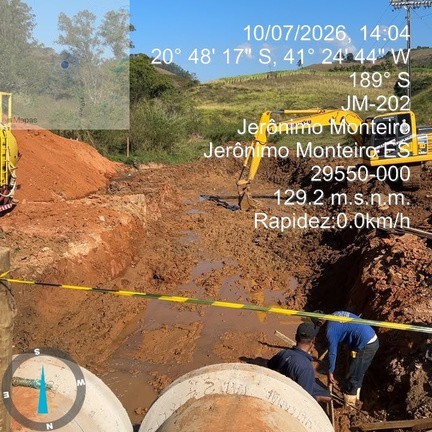 10/07/2026, 14:04
20° 48' 17" S, 41° 24' 44" W
189° S
JM-202
Jerônimo Monteiro
Jerônimo Monteiro ES
29550-000
129.2 m.s.n.m.
Rapidez:0.0km/h
Mapas
S
E
W